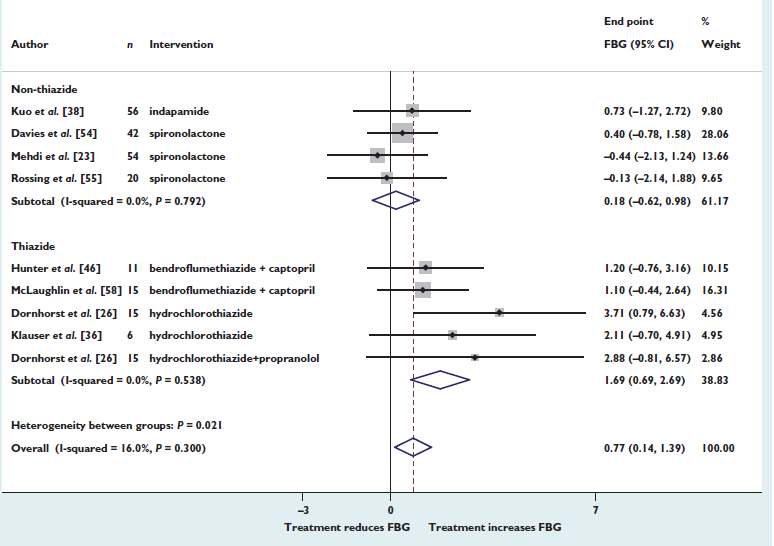 End point %
Author n Intervention FBG (95% CI) Weight
Non-thiazide
Kuo et al. [38] 56 indapamide 0.73 (–1.27, 2.72) 9.80
Davies et al. [54] 42 spironolactone 0.40 (–0.78, 1.58) 28.06
Mehdi et al. [23] 54 spironolactone –0.44 (–2.13, 1.24) 13.66
Rossing et al. [55] 20 spironolactone –0.13 (–2.14, 1.88) 9.65
Subtotal (I-squared = 0.0%, P = 0.792) 0.18 (–0.62, 0.98) 61.17
Thiazide
Hunter et al. [46] 11 bendroflumethiazide + captopril 1.20 (–0.76, 3.16) 10.15
McLaughlin et al. [58] 15 bendroflumethiazide + captopril 1.10 (–0.44, 2.64) 16.31
Dornhorst et al. [26] 15 hydrochlorothiazide 3.71 (0.79, 6.63) 4.56
Klauser et al. [36] 6 hydrochlorothiazide 2.11 (–0.70, 4.91) 4.95
Dornhorst et al. [26] 15 hydrochlorothiazide+propranolol 2.88 (–0.81, 6.57) 2.86
Subtotal (I-squared = 0.0%, P = 0.538) 1.69 (0.69, 2.69) 38.83
Heterogeneity between groups: P = 0.021
Overall (I-squared = 16.0%, P = 0.300) 0.77 (0.14, 1.39) 100.00
–3 0 7
Treatment reduces FBG Treatment increases FBG